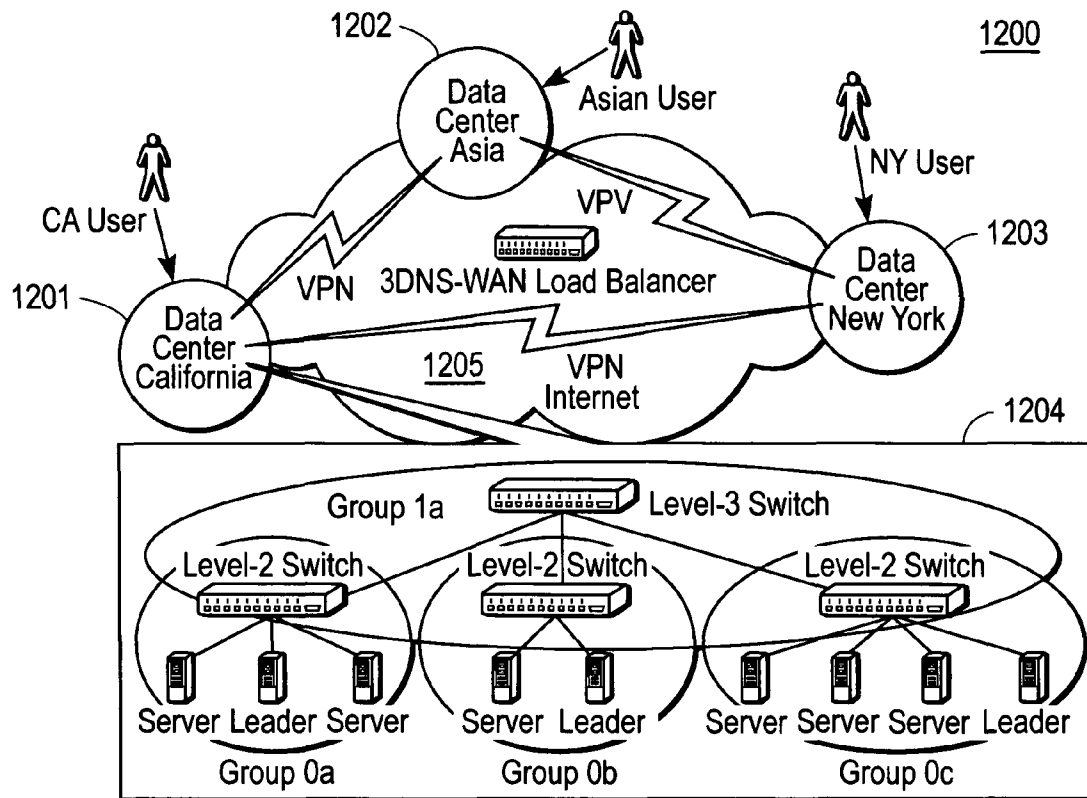 1200
1202
Data
Center
Asia
Asian User
NY User
CA User
VPV
1203
1201
VPN
3DNS-WAN Load Balancer
Data
Center
New York
Data
Center
California
1205
VPN
Internet
1204
Group 1a
Level-3 Switch
Level-2 Switch
Level-2 Switch
Level-2 Switch
Server Leader Server
Server Leader
Server Server Server Leader
Group 0a
Group 0b
Group 0c